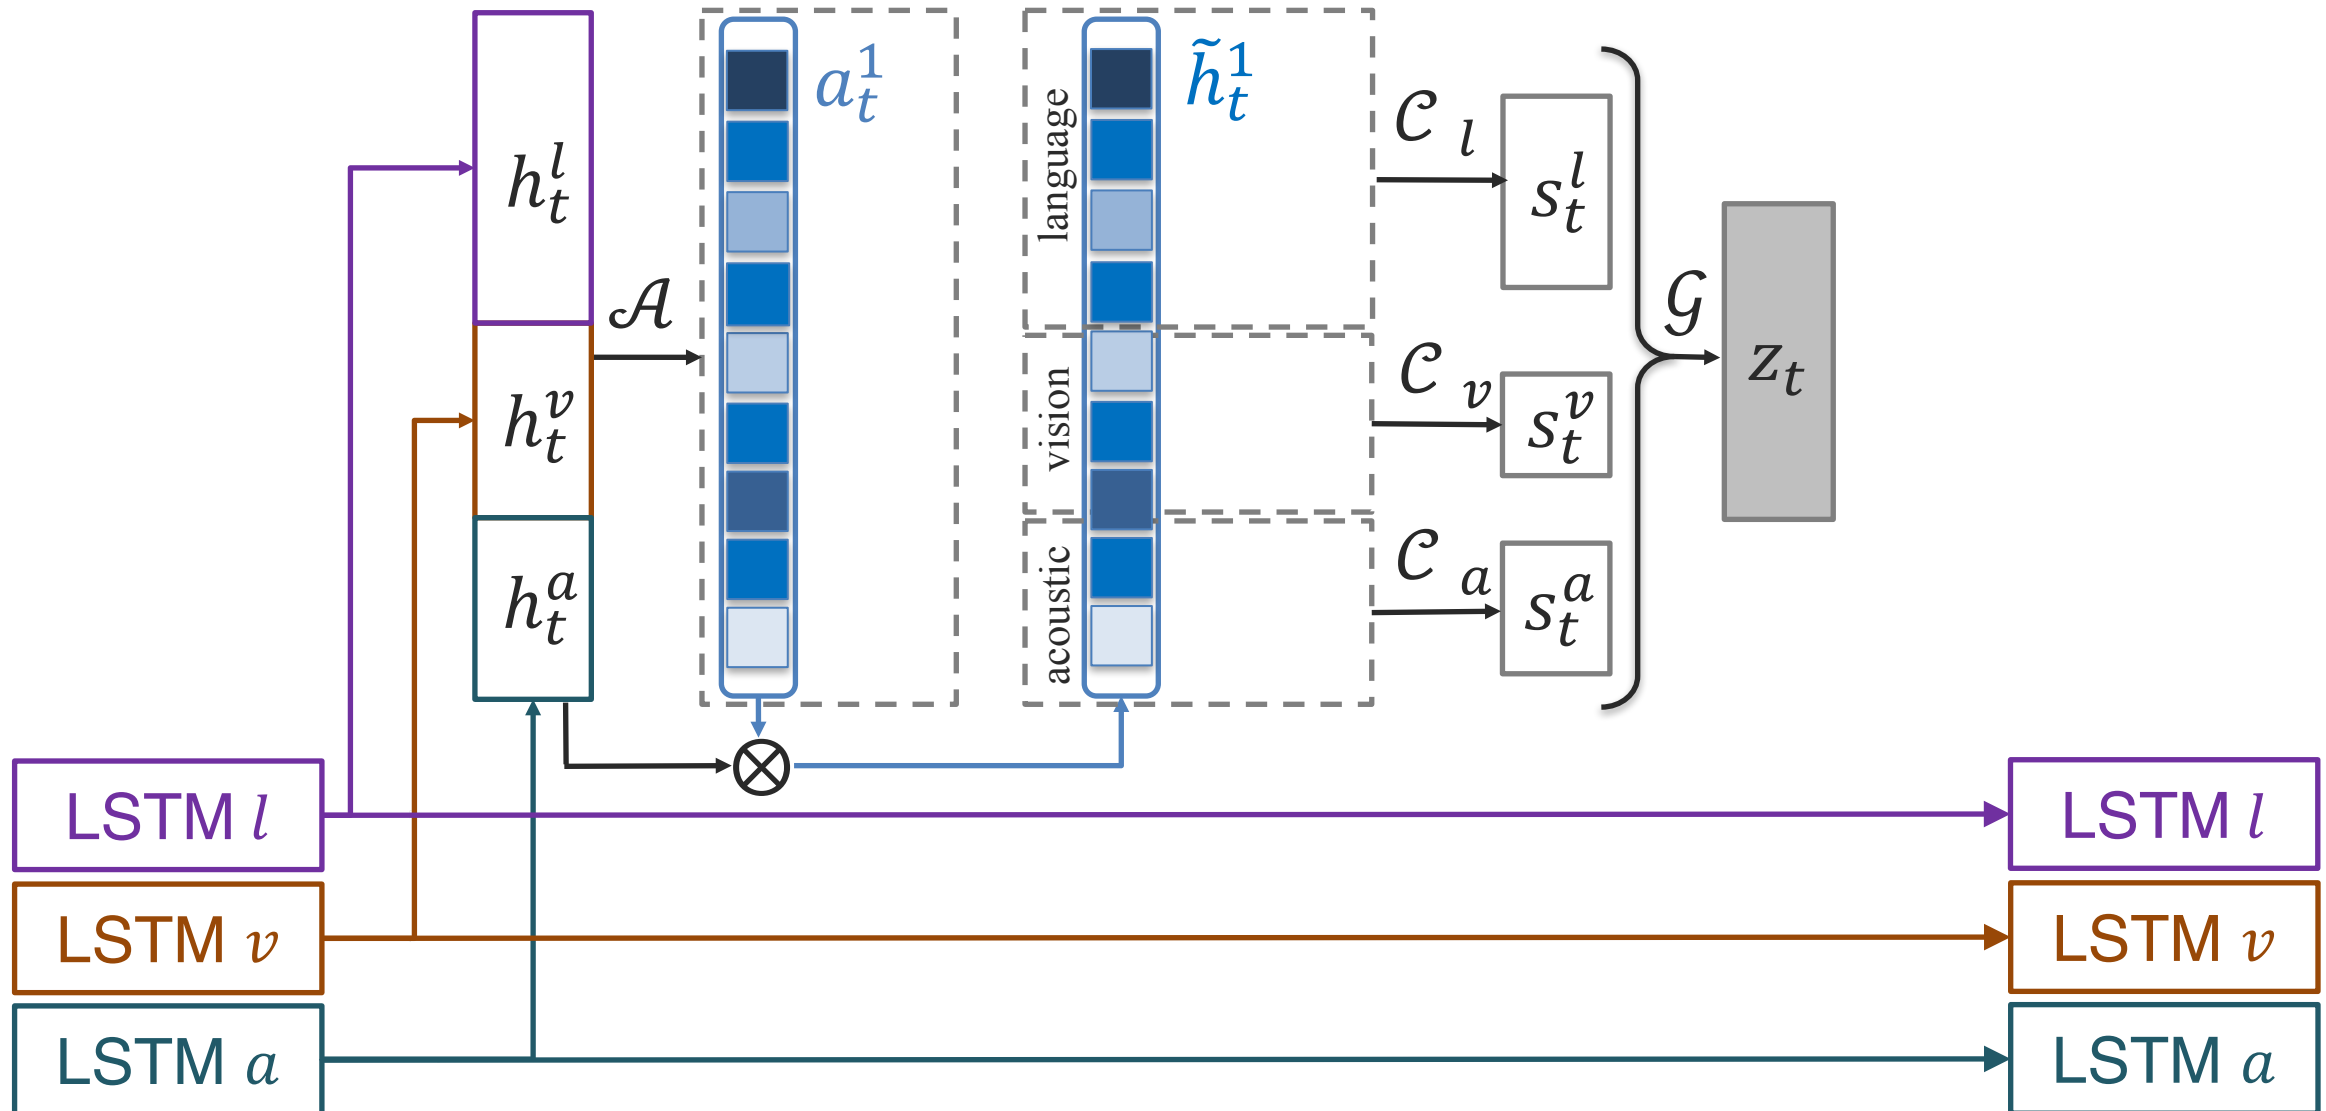 h_t^l
h_t^v
h_t^a
𝒜
a_t^1
language
vision
acoustic
h̃_t^1
𝒞 l
𝒞 v
𝒞 a
s_t^l
s_t^v
s_t^a
𝒢
z_t
LSTM l
LSTM v
LSTM a
LSTM l
LSTM v
LSTM a